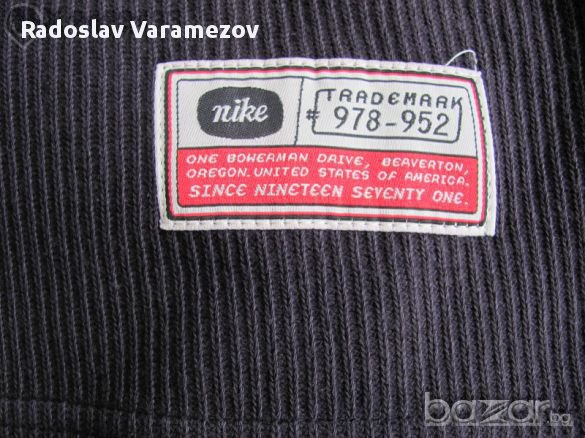 Radoslav Varamezov
nike
TRADEMARK
# 978-952
ONE BOWERMAN DRIVE, BEAVERTON,
OREGON. UNITED STATES OF AMERICA.
SINCE NINETEEN SEVENTY ONE.
bazar.bg